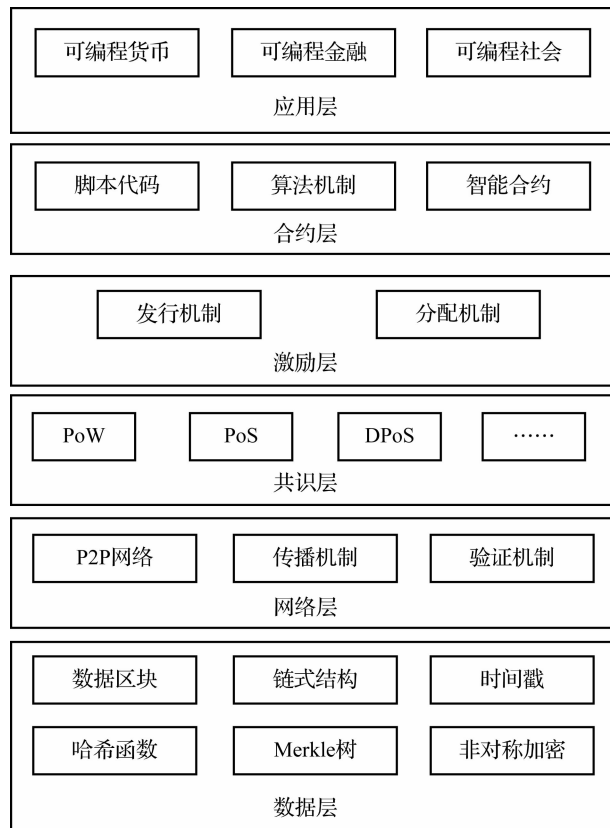 可编程货币 可编程金融 可编程社会
应用层
脚本代码 算法机制 智能合约
合约层
发行机制 分配机制
激励层
PoW PoS DPoS ……
共识层
P2P网络 传播机制 验证机制
网络层
数据区块 链式结构 时间戳
哈希函数 Merkle树 非对称加密
数据层